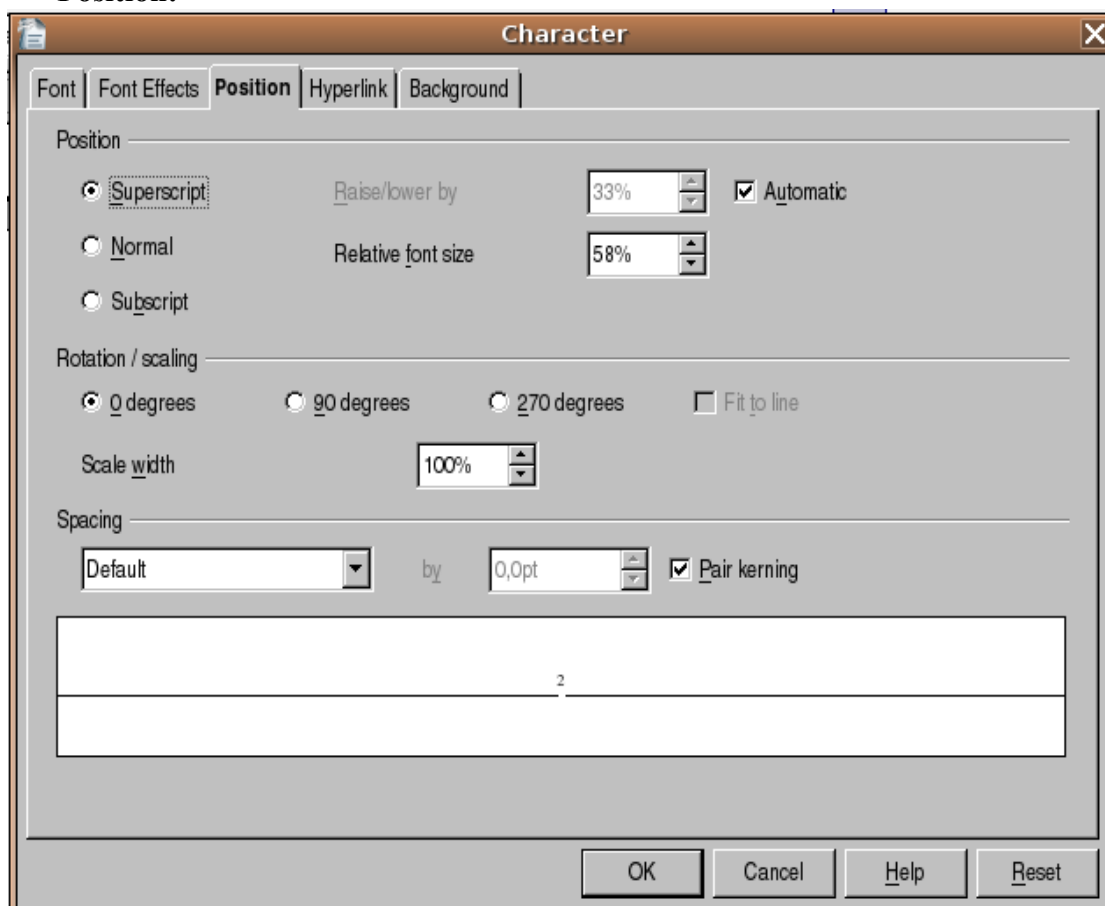 Position.
Character
Font Font Effects Position Hyperlink Background
Position
Superscript Raise/lower by 33% Automatic
Normal Relative font size 58%
Subscript
Rotation / scaling
0 degrees 90 degrees 270 degrees Fit to line
Scale width 100%
Spacing
Default by 0,0pt Pair kerning
2
OK Cancel Help Reset